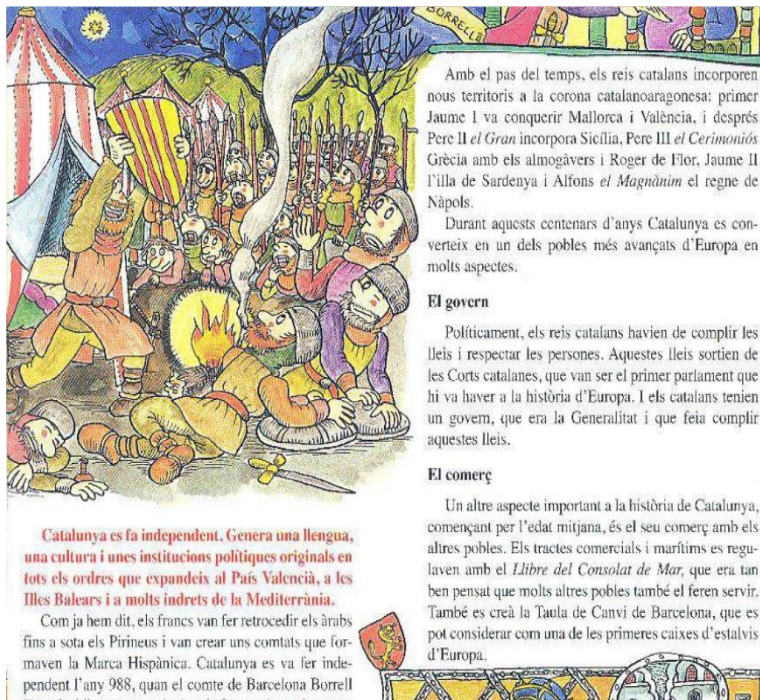 BORRELL
Catalunya es fa independent. Genera una llengua,
una cultura i unes institucions polítiques originals en
tots els ordres que expandeix al País Valencià, a les
Illes Balears i a molts indrets de la Mediterrània.
Com ja hem dit, els francs van fer retrocedir els àrabs
fins a sota els Pirineus i van crear uns comtats que for-
maven la Marca Hispànica. Catalunya es va fer inde-
pendent l'any 988, quan el comte de Barcelona Borrell
Amb el pas del temps, els reis catalans incorporen
nous territoris a la corona catalanoaragonesa: primer
Jaume I va conquerir Mallorca i València, i després
Pere II el Gran incorpora Sicília, Pere III el Cerimoniós
Grècia amb els almogàvers i Roger de Flor, Jaume II
l'illa de Sardenya i Alfons el Magnànim el regne de
Nàpols.
Durant aquests centenars d'anys Catalunya es con-
verteix en un dels pobles més avançats d'Europa en
molts aspectes.
El govern
Políticament, els reis catalans havien de complir les
lleis i respectar les persones. Aquestes lleis sortien de
les Corts catalanes, que van ser el primer parlament que
hi va haver a la història d'Europa. I els catalans tenien
un govern, que era la Generalitat i que feia complir
aquestes lleis.
El comerç
Un altre aspecte important a la història de Catalunya,
començant per l'edat mitjana, és el seu comerç amb els
altres pobles. Els tractes comercials i marítims es regu-
laven amb el Llibre del Consolat de Mar, que era tan
ben pensat que molts altres pobles també el feren servir.
També es creà la Taula de Canvi de Barcelona, que es
pot considerar com una de les primeres caixes d'estalvis
d'Europa.